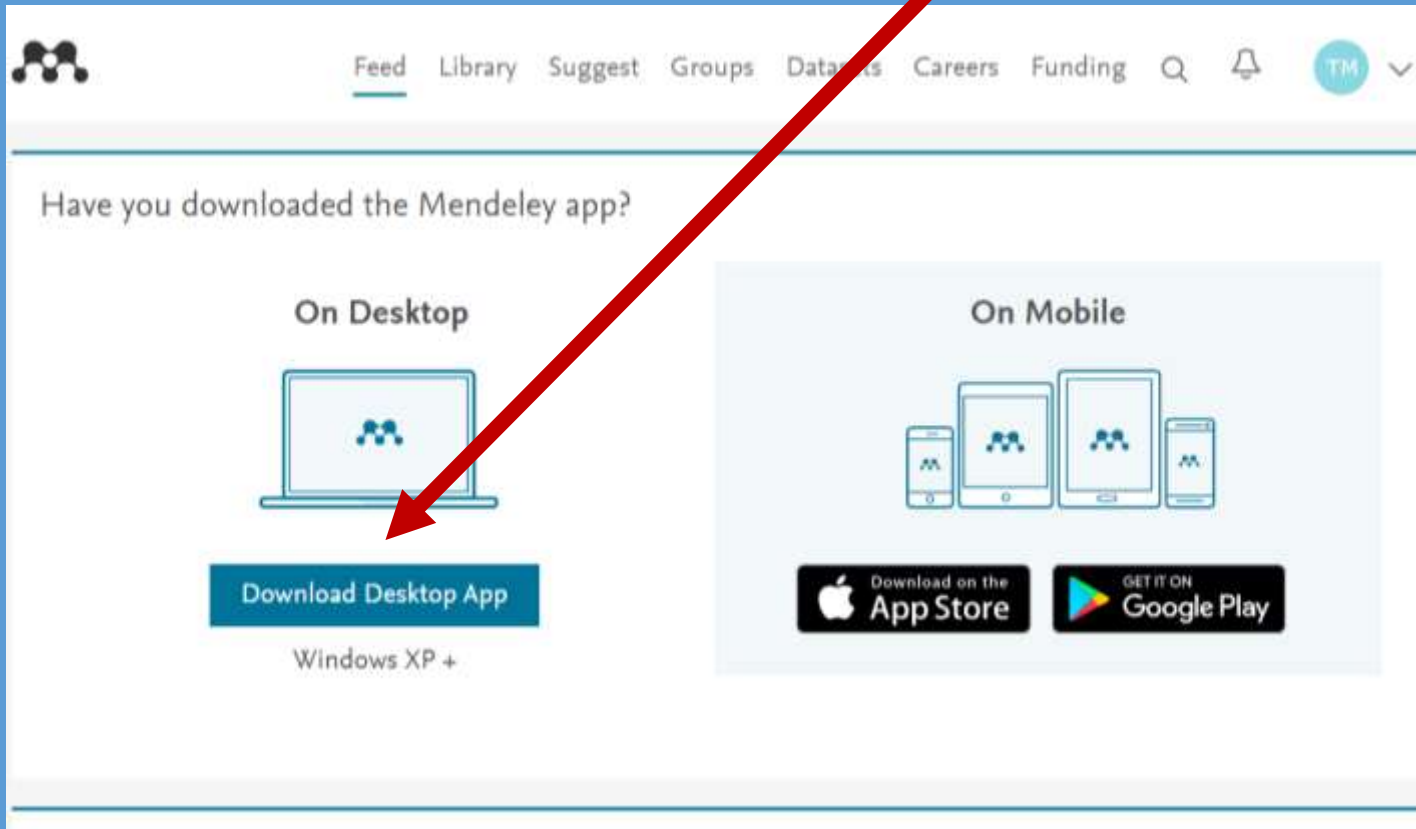 Feed Library Suggest Groups Datasets Careers Funding TM
Have you downloaded the Mendeley app?
On Desktop
Download Desktop App
Windows XP +
On Mobile
Download on the
App Store
GET IT ON
Google Play